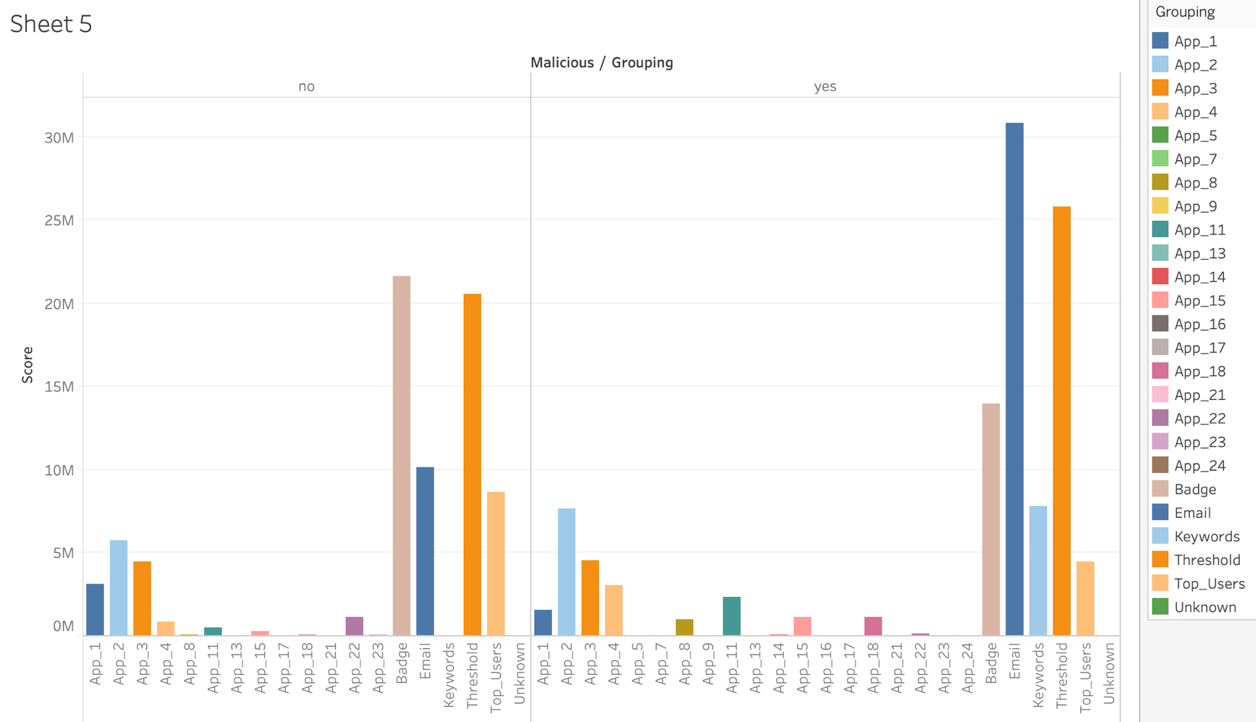 Sheet 5
Malicious / Grouping
no
yes
Score
30M
25M
20M
15M
10M
5M
0M
App_1
App_2
App_3
App_4
App_8
App_11
App_13
App_15
App_17
App_18
App_21
App_22
App_23
Badge
Email
Keywords
Threshold
Top_Users
Unknown
App_1
App_2
App_3
App_4
App_5
App_7
App_8
App_9
App_11
App_13
App_14
App_15
App_16
App_17
App_18
App_21
App_22
App_23
App_24
Badge
Email
Keywords
Threshold
Top_Users
Unknown
Grouping
App_1
App_2
App_3
App_4
App_5
App_7
App_8
App_9
App_11
App_13
App_14
App_15
App_16
App_17
App_18
App_21
App_22
App_23
App_24
Badge
Email
Keywords
Threshold
Top_Users
Unknown